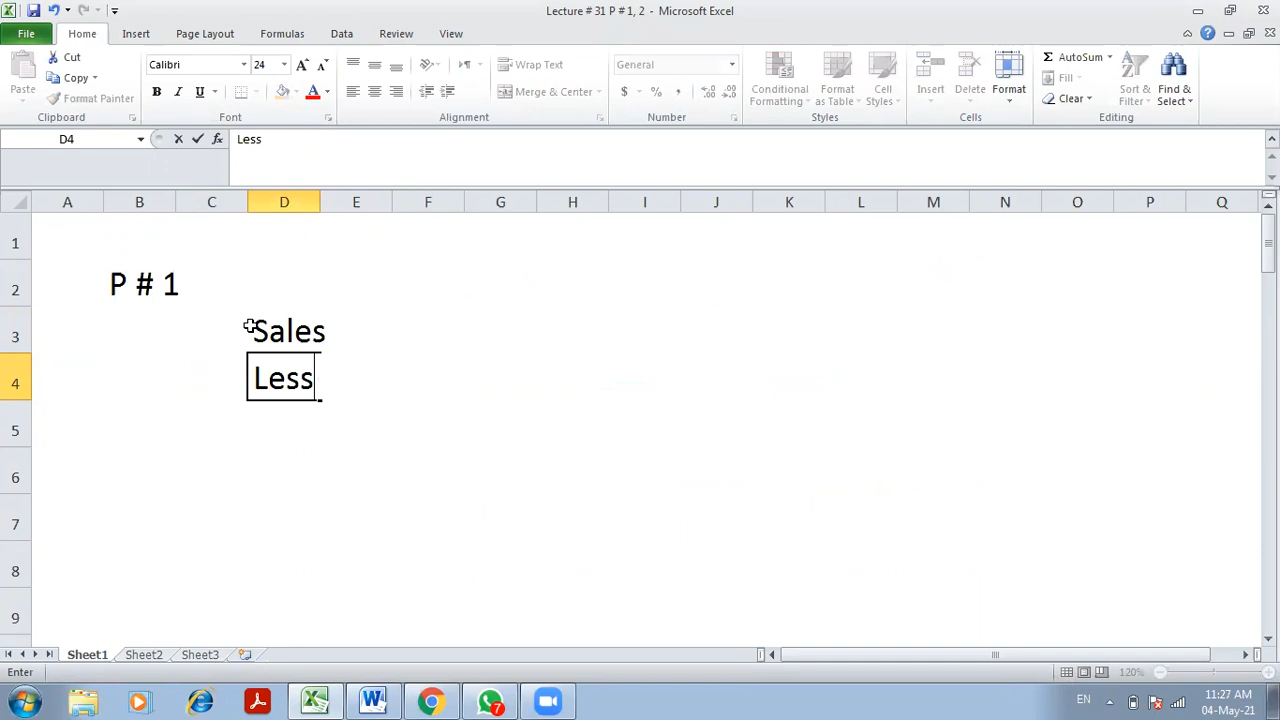 Lecture # 31 P # 1, 2 - Microsoft Excel
File Home Insert Page Layout Formulas Data Review View
Cut
Copy
Format Painter
Paste
Clipboard
Calibri 24
B I U
Font
Wrap Text
Merge & Center
Alignment
General
$ % ,
Number
Conditional Formatting
Format as Table
Cell Styles
Styles
Insert Delete Format
Cells
AutoSum
Fill
Clear
Sort & Filter
Find & Select
Editing
D4 fx Less
A B C D E F G H I J K L M N O P Q
1
2 P # 1
3 Sales
4 Less
5
6
7
8
9
Sheet1 Sheet2 Sheet3
Enter 120%
7 EN 11:27 AM
04-May-21